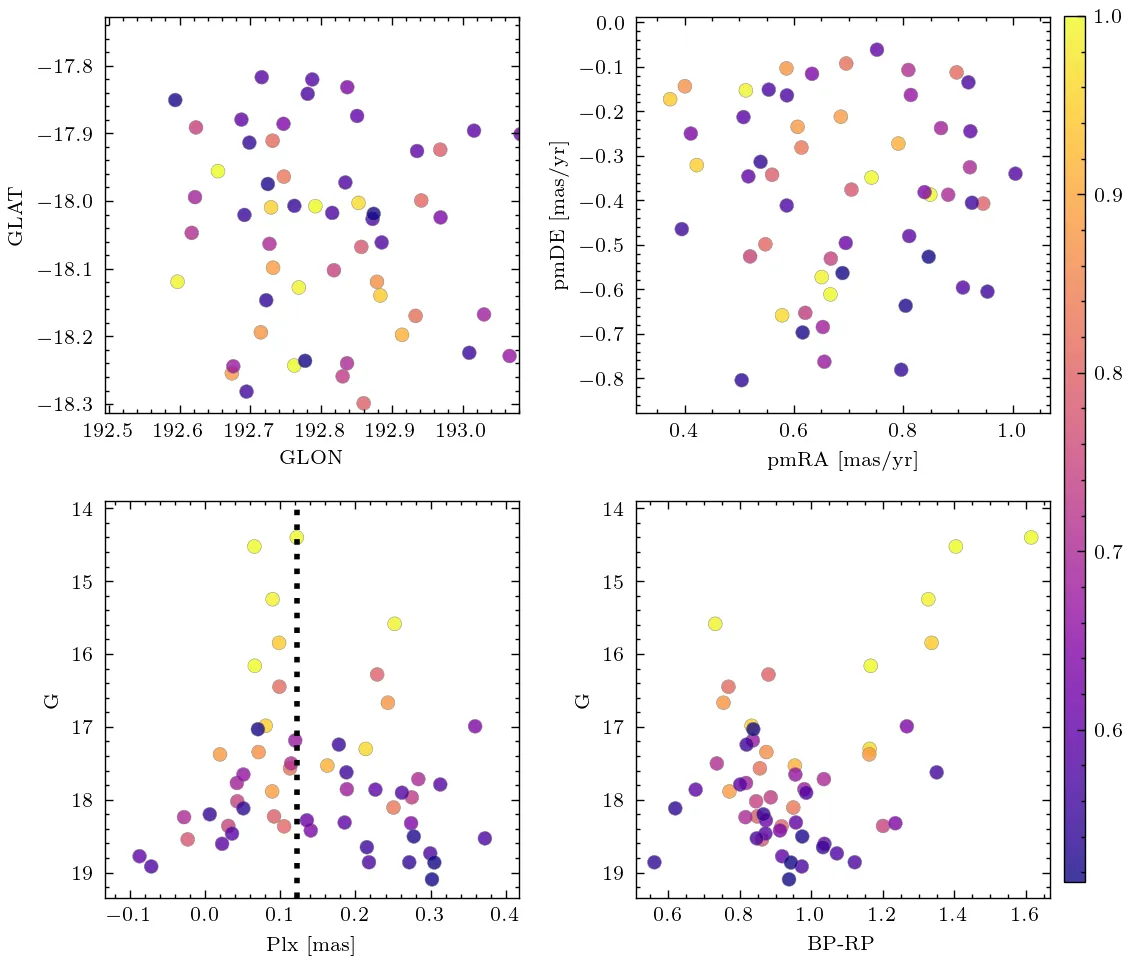 −17.8
−17.9
−18.0
−18.1
−18.2
−18.3
GLAT
192.5 192.6 192.7 192.8 192.9 193.0
GLON
0.0
−0.1
−0.2
−0.3
−0.4
−0.5
−0.6
−0.7
−0.8
pmDE [mas/yr]
0.4 0.6 0.8 1.0
pmRA [mas/yr]
14
15
16
17
18
19
G
−0.1 0.0 0.1 0.2 0.3 0.4
Plx [mas]
14
15
16
17
18
19
G
0.6 0.8 1.0 1.2 1.4 1.6
BP-RP
1.0
0.9
0.8
0.7
0.6